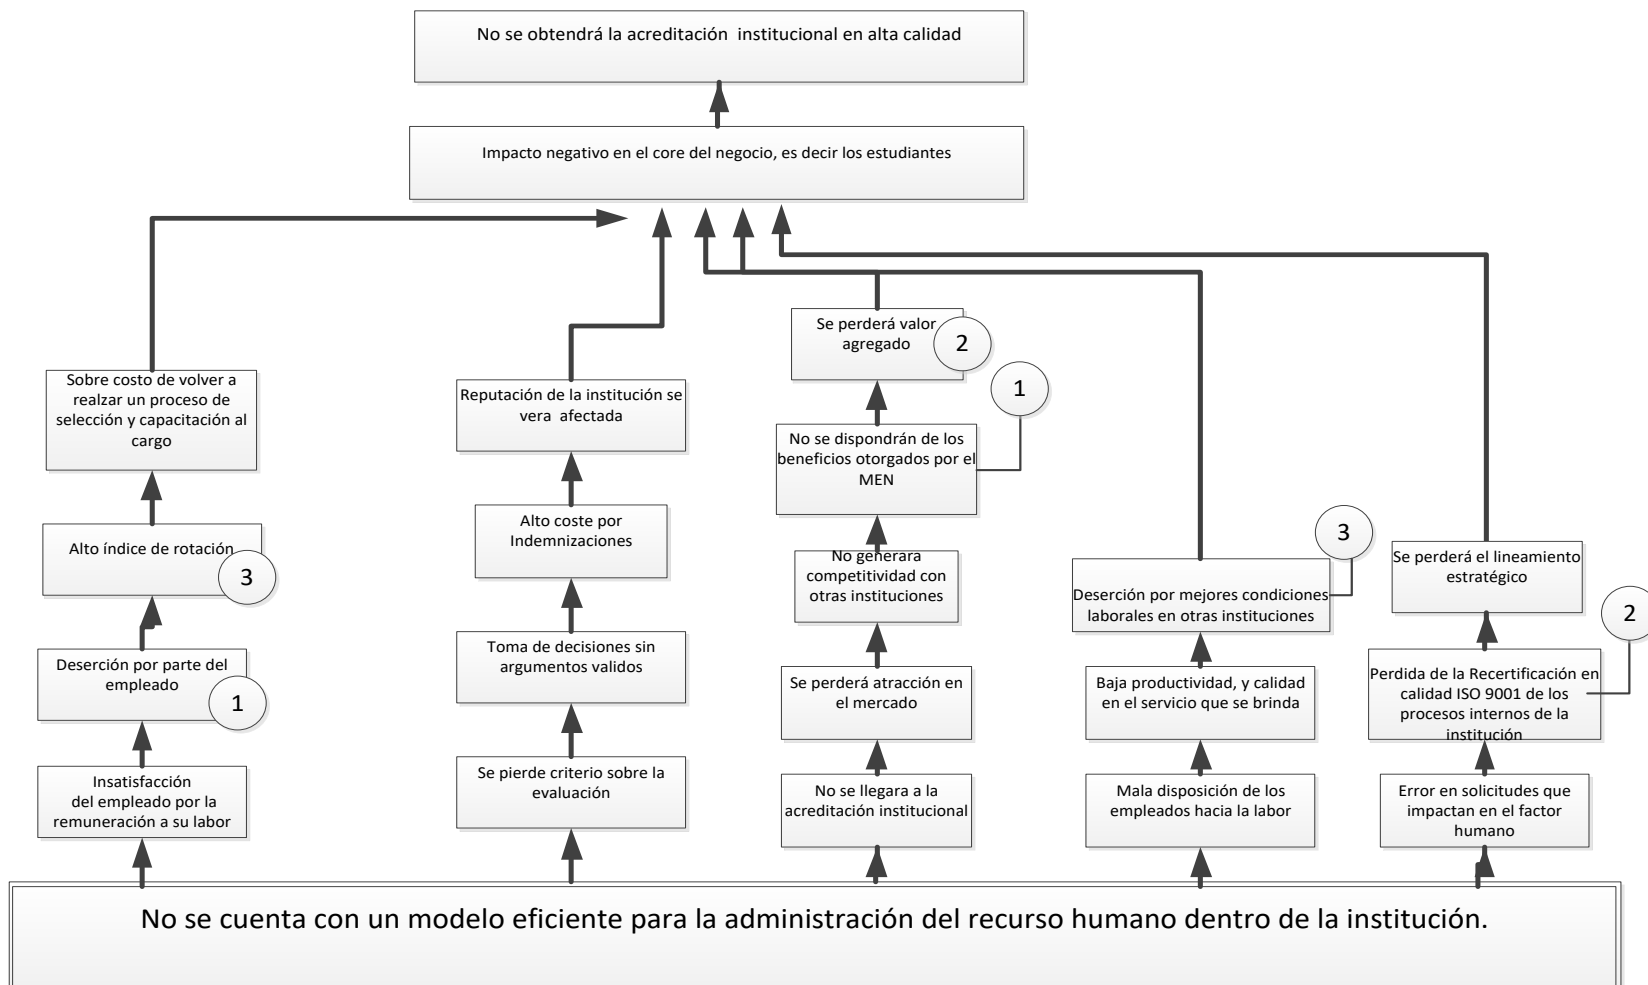 No se obtendrá la acreditación institucional en alta calidad
Impacto negativo en el core del negocio, es decir los estudiantes
Sobre costo de volver a
realzar un proceso de
selección y capacitación al
cargo
Alto índice de rotación
3
Deserción por parte del
empleado
1
Insatisfacción
del empleado por la
remuneración a su labor
Reputación de la institución se
vera afectada
Alto coste por
Indemnizaciones
Toma de decisiones sin
argumentos validos
Se pierde criterio sobre la
evaluación
Se perderá valor
agregado
2
1
No se dispondrán de los
beneficios otorgados por el
MEN
No generara
competitividad con
otras instituciones
Se perderá atracción en
el mercado
No se llegara a la
acreditación institucional
3
Deserción por mejores condiciones
laborales en otras instituciones
Baja productividad, y calidad
en el servicio que se brinda
Mala disposición de los
empleados hacia la labor
Se perderá el lineamiento
estratégico
2
Perdida de la Recertificación en
calidad ISO 9001 de los
procesos internos de la
institución
Error en solicitudes que
impactan en el factor
humano
No se cuenta con un modelo eficiente para la administración del recurso humano dentro de la institución.